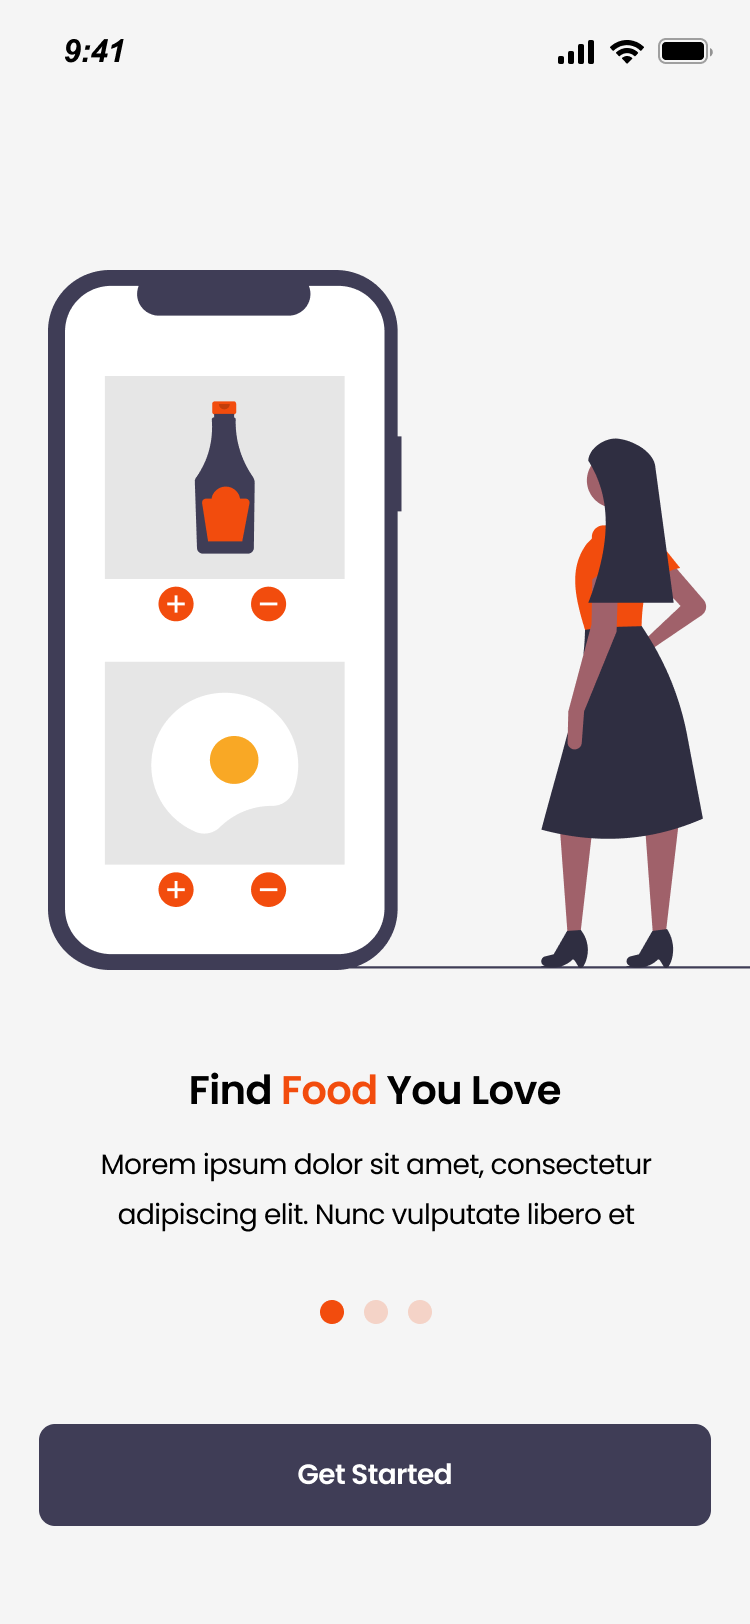 9:41
Find Food You Love
Morem ipsum dolor sit amet, consectetur
adipiscing elit. Nunc vulputate libero et
Get Started